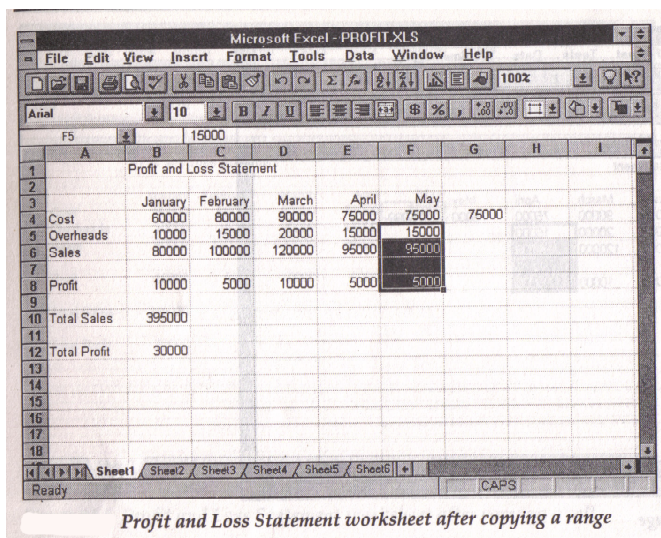 Microsoft Excel - PROFIT.XLS
File Edit View Insert Format Tools Data Window Help
100%
Arial 10 B I U $ % ,
F5 15000
A B C D E F G H I
1 Profit and Loss Statement
2
3 January February March April May
4 Cost 60000 80000 90000 75000 75000 75000
5 Overheads 10000 15000 20000 15000 15000
6 Sales 80000 100000 120000 95000 95000
7
8 Profit 10000 5000 10000 5000 5000
9
10 Total Sales 395000
11
12 Total Profit 30000
13
14
15
16
17
18
Sheet1 Sheet2 Sheet3 Sheet4 Sheet5 Sheet6
Ready CAPS
Profit and Loss Statement worksheet after copying a range